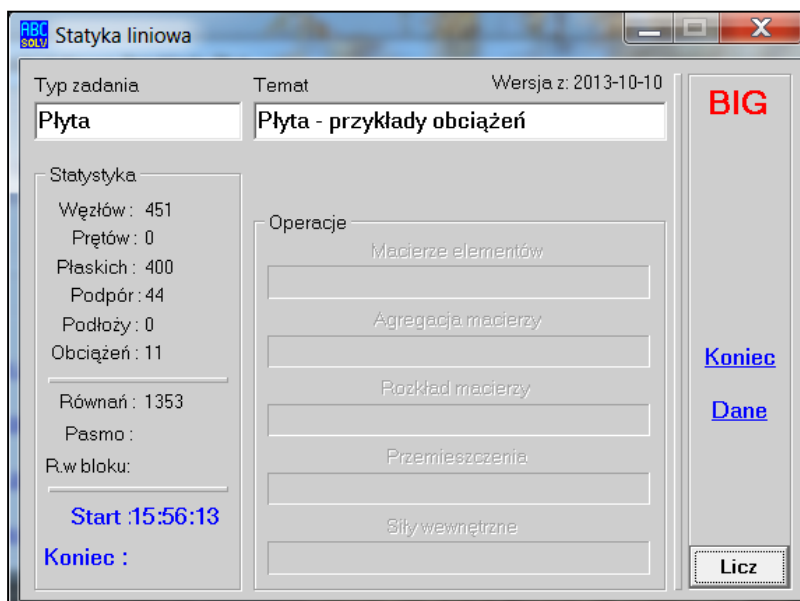 ABC
SOLV
Statyka liniowa
X
Typ zadania
Temat
Wersja z: 2013-10-10
Płyta
Płyta - przykłady obciążeń
BIG
Statystyka
Węzłów : 451
Prętów : 0
Płaskich : 400
Podpór : 44
Podłoży : 0
Obciążeń : 11
Równań : 1353
Pasmo :
R.w bloku:
Start :15:56:13
Koniec :
Operacje
Macierze elementów
Agregacja macierzy
Rozkład macierzy
Przemieszczenia
Siły wewnętrzne
Koniec
Dane
Licz